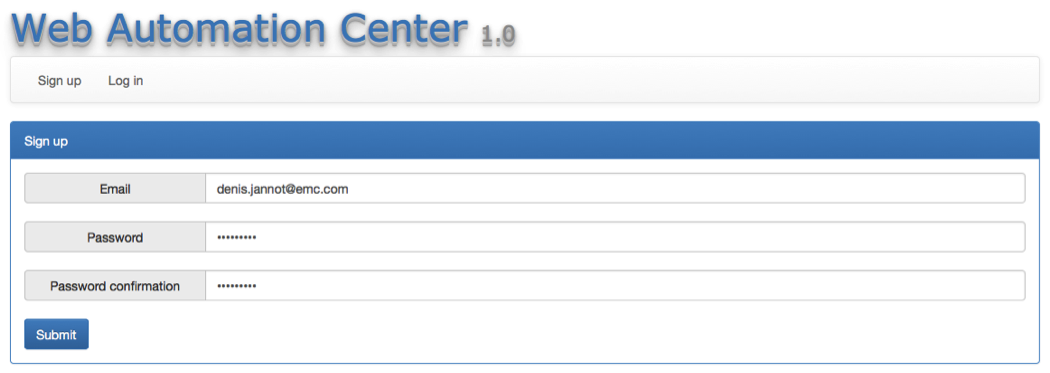 Web Automation Center 1.0
Sign up Log in
Sign up
Email denis.jannot@emc.com
Password •••••••••
Password confirmation •••••••••
Submit